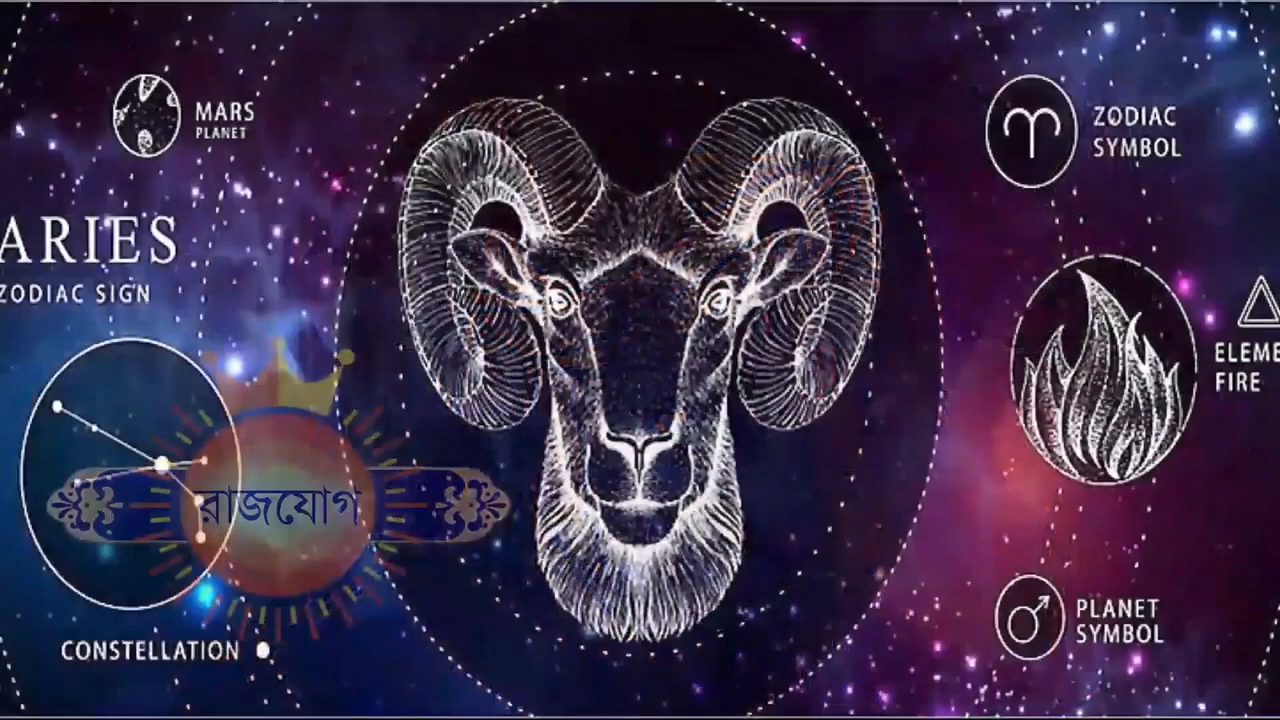 MARS
PLANET
ARIES
ZODIAC SIGN
রাজযোগ
CONSTELLATION
ZODIAC
SYMBOL
ELEME
FIRE
PLANET
SYMBOL